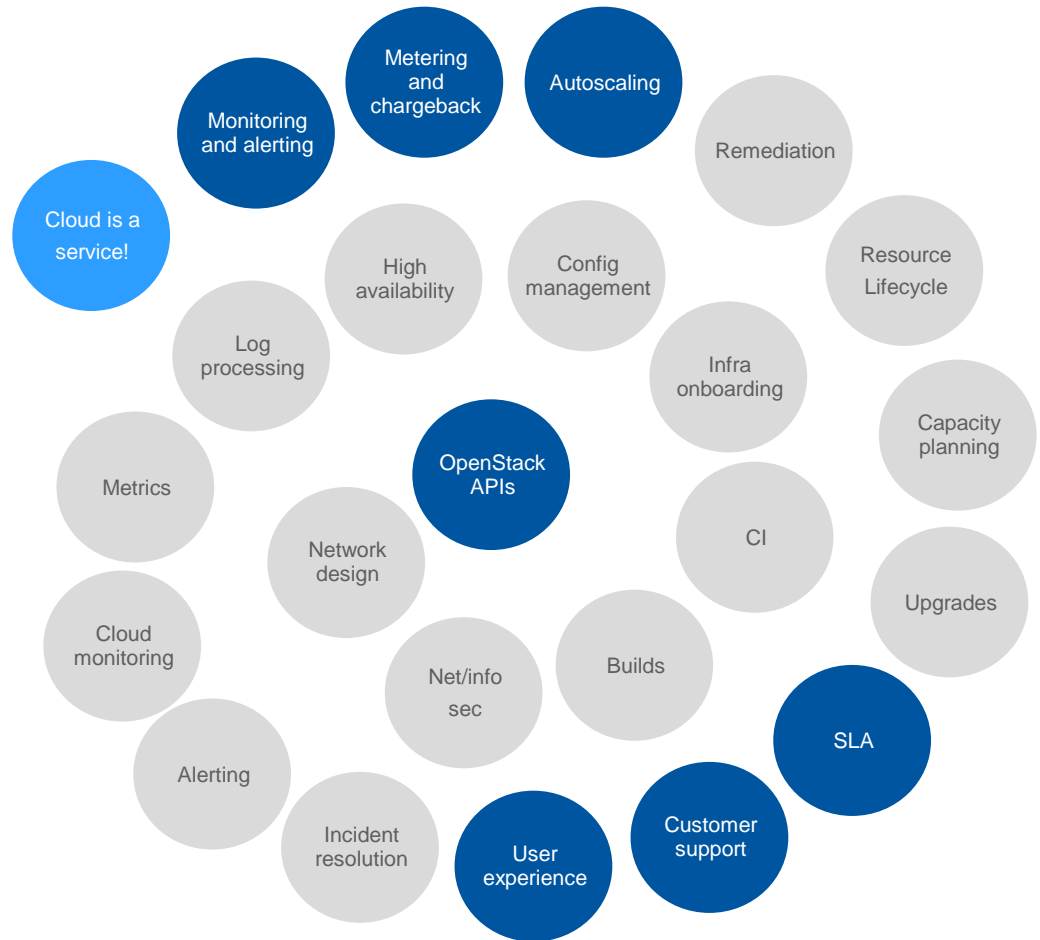 Metering
and
chargeback
Autoscaling
Monitoring
and alerting
Remediation
Cloud is a
service!
High
availability
Config
management
Resource
Lifecycle
Log
processing
Infra
onboarding
Capacity
planning
OpenStack
APIs
Metrics
CI
Network
design
Upgrades
Cloud
monitoring
Net/info
sec
Builds
SLA
Alerting
Customer
support
Incident
resolution
User
experience